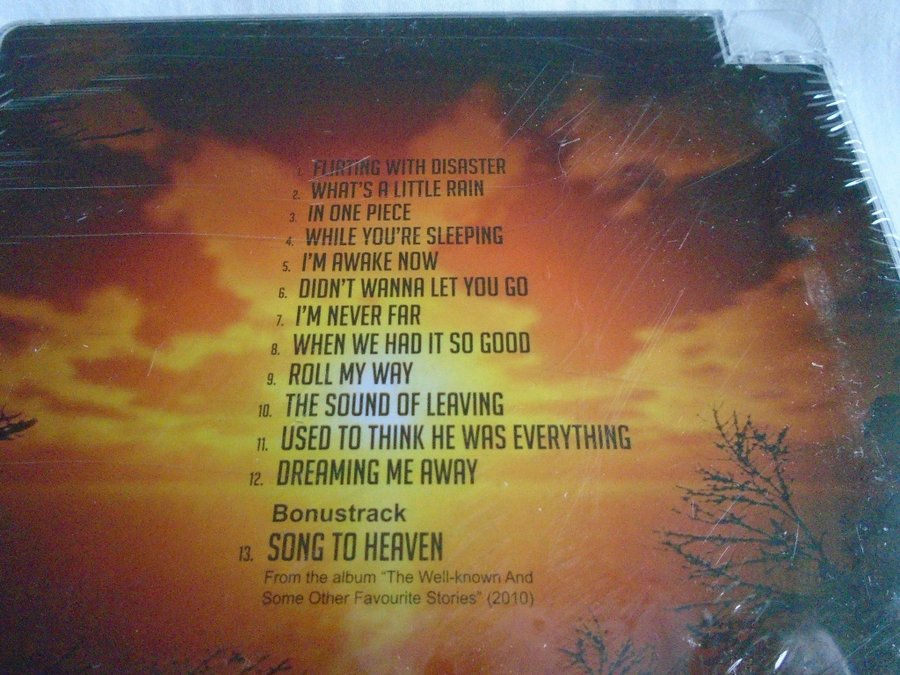 1. FLIRTING WITH DISASTER
2. WHAT'S A LITTLE RAIN
3. IN ONE PIECE
4. WHILE YOU'RE SLEEPING
5. I'M AWAKE NOW
6. DIDN'T WANNA LET YOU GO
7. I'M NEVER FAR
8. WHEN WE HAD IT SO GOOD
9. ROLL MY WAY
10. THE SOUND OF LEAVING
11. USED TO THINK HE WAS EVERYTHING
12. DREAMING ME AWAY
Bonustrack
13. SONG TO HEAVEN
From the album "The Well-known And
Some Other Favourite Stories" (2010)